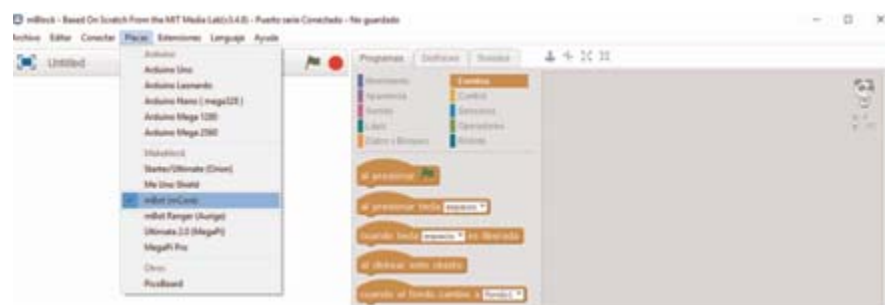 mBlock - Based On Scratch From the MIT Media Lab(v3.4.6) - Puerto serie Conectado - No guardado
Archivo Editar Conectar Placas Extensiones Lenguaje Ayuda
Untitled
Arduino
Arduino Uno
Arduino Leonardo
Arduino Nano ( mega328 )
Arduino Mega 1280
Arduino Mega 2560
Makeblock
Starter/Ultimate (Orion)
Me Uno Shield
mBot (mCore)
mBot Ranger (Auriga)
Ultimate 2.0 (MegaPi)
MegaPi Pro
Otros
PicoBoard
Programas Disfraces Sonidos
Movimiento Eventos
Apariencia Control
Sonido Sensores
Lápiz Operadores
Datos y Bloques Robots
al presionar
al presionar tecla espacio
cuando tecla espacio es liberada
al clickear este objeto
cuando el fondo cambie a fondo1